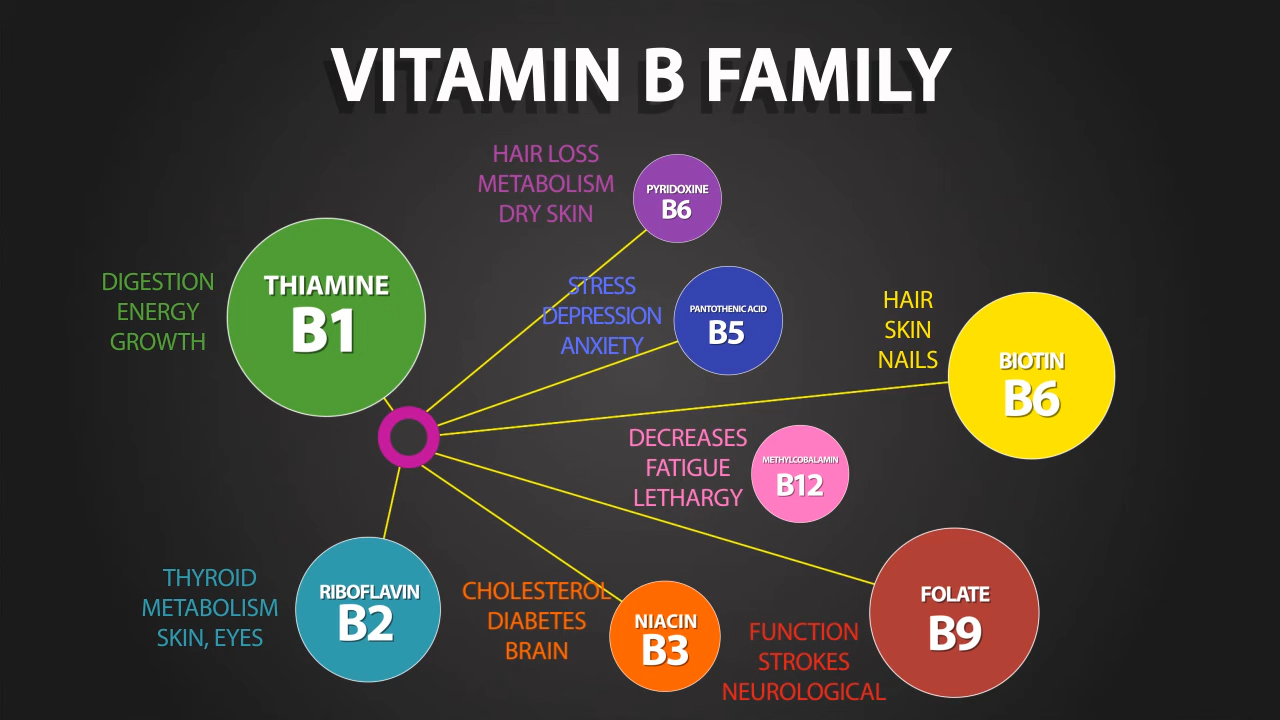 VITAMIN B FAMILY
HAIR LOSS
METABOLISM
DRY SKIN
PYRIDOXINE
B6
DIGESTION
ENERGY
GROWTH
THIAMINE
B1
STRESS
DEPRESSION
ANXIETY
PANTOTHENIC ACID
B5
HAIR
SKIN
NAILS
BIOTIN
B6
DECREASES
FATIGUE
LETHARGY
METHYLCOBALAMIN
B12
THYROID
METABOLISM
SKIN, EYES
RIBOFLAVIN
B2
CHOLESTEROL
DIABETES
BRAIN
NIACIN
B3
FUNCTION
STROKES
NEUROLOGICAL
FOLATE
B9